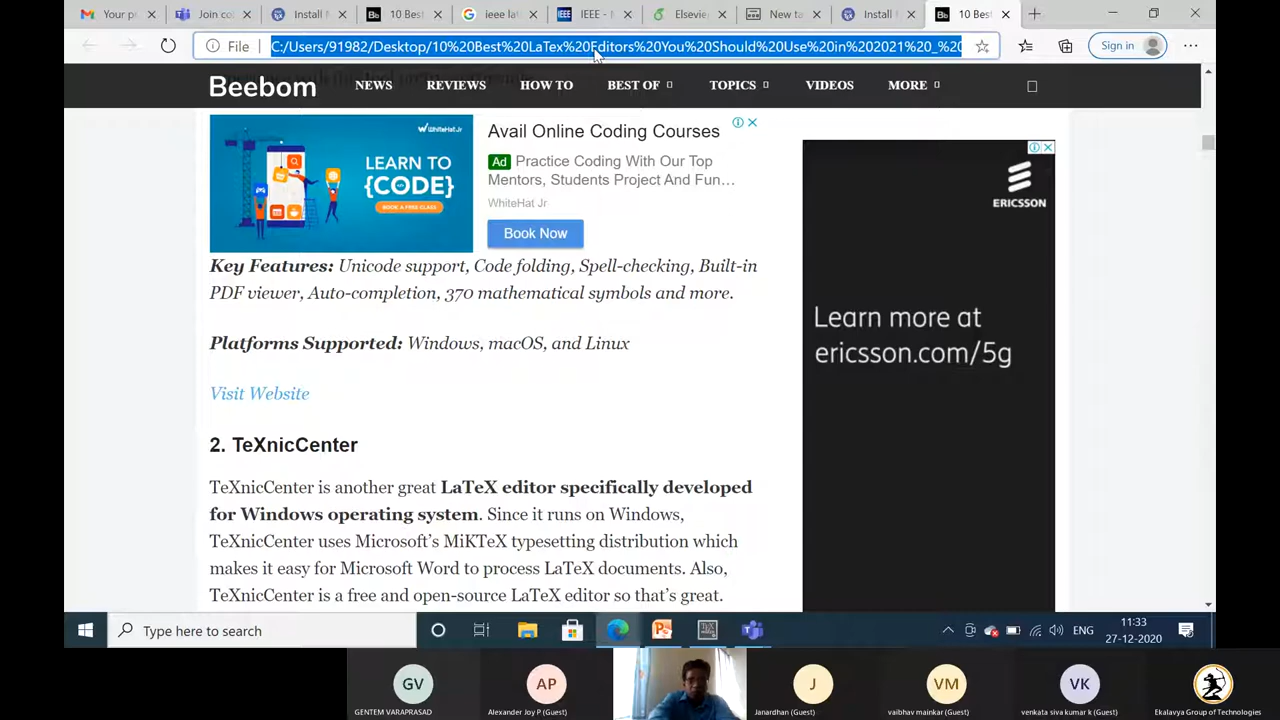 Your p
Join co
Install M
10 Best
ieee lat
IEEE - M
Elsevie
New ta
Install I
10 Best
File
C:/Users/91982/Desktop/10%20Best%20LaTex%20Editors%20You%20Should%20Use%20in%202021%20_%20
Sign in
Beebom
NEWS
REVIEWS
HOW TO
BEST OF
TOPICS
VIDEOS
MORE
WhiteHat Jr
LEARN TO
{CODE}
BOOK A FREE CLASS
Avail Online Coding Courses
Ad Practice Coding With Our Top
Mentors, Students Project And Fun…
WhiteHat Jr
Book Now
ERICSSON
Learn more at
ericsson.com/5g
Key Features: Unicode support, Code folding, Spell-checking, Built-in
PDF viewer, Auto-completion, 370 mathematical symbols and more.
Platforms Supported: Windows, macOS, and Linux
Visit Website
2. TeXnicCenter
TeXnicCenter is another great LaTeX editor specifically developed
for Windows operating system. Since it runs on Windows,
TeXnicCenter uses Microsoft's MiKTeX typesetting distribution which
makes it easy for Microsoft Word to process LaTeX documents. Also,
TeXnicCenter is a free and open-source LaTeX editor so that's great.
Type here to search
ENG
11:33
27-12-2020
GV
GENTEM VARAPRASAD
AP
Alexander Joy P (Guest)
J
Janardhan (Guest)
VM
vaibhav mainkar (Guest)
VK
venkata siva kumar k (Guest)
Ekalavya Group of Technologies